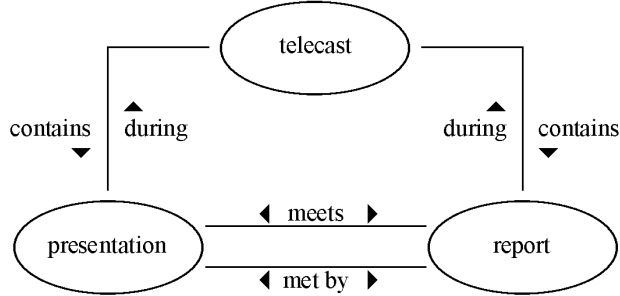 telecast
contains during during contains
meets
presentation report
met by